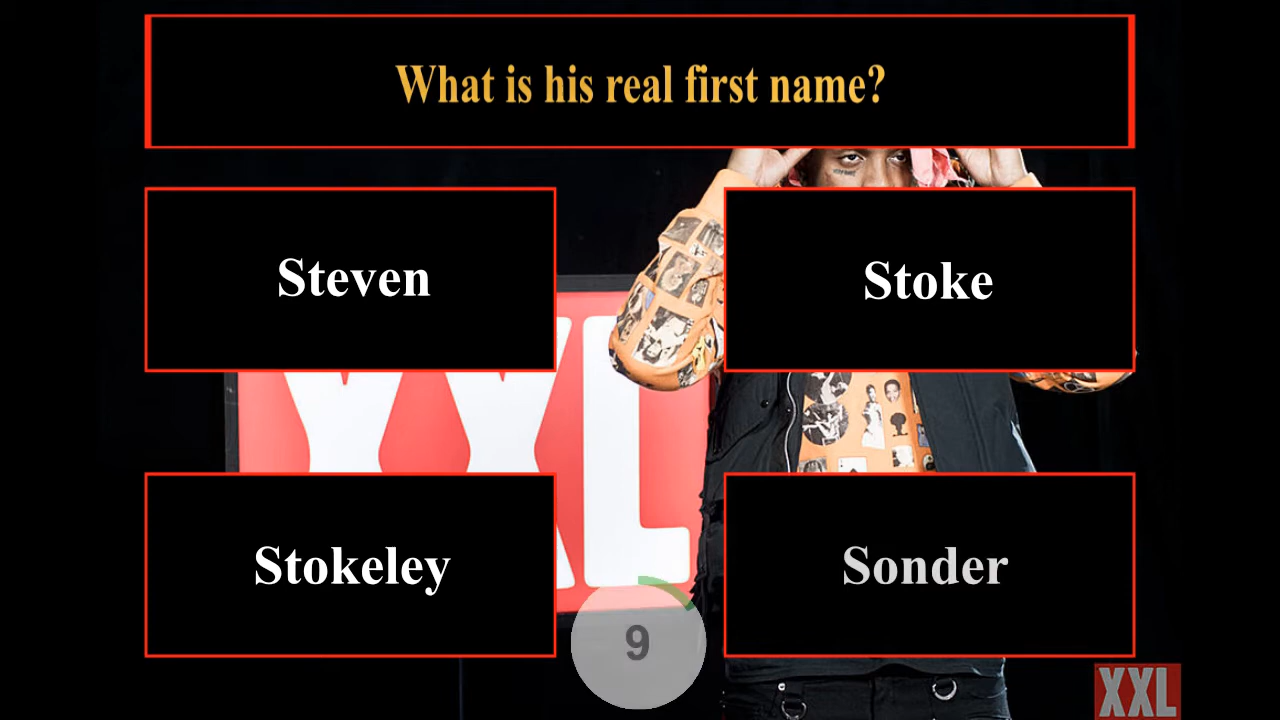 What is his real first name?
Steven
Stoke
XXL
Stokeley
Sonder
9
XXL